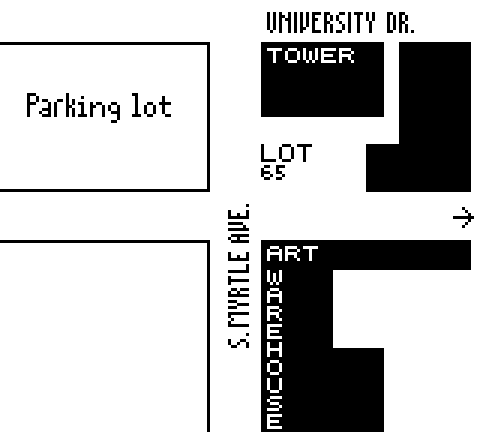 UNIVERSITY DR.
TOWER
Parking lot
LOT
65
S.MYRTLE AVE.
ART
WAREHOUSE